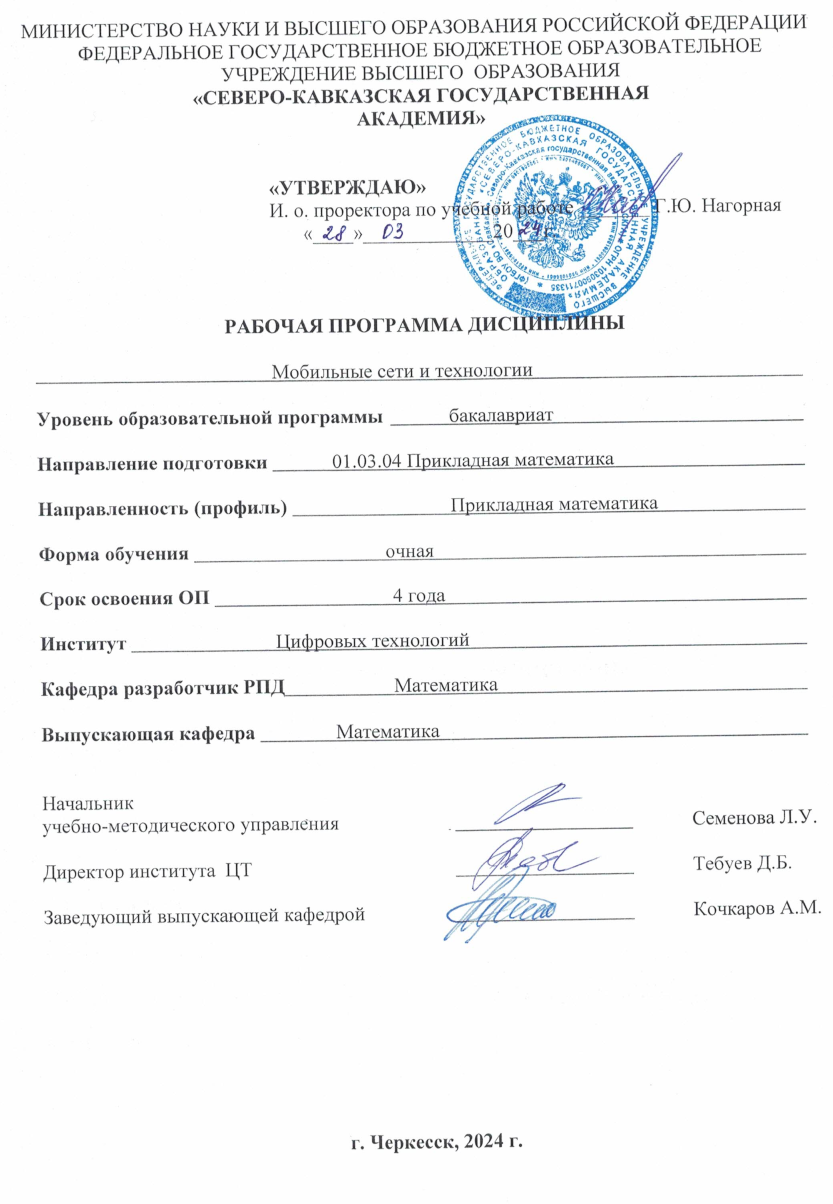 МИНИСТЕРСТВО НАУКИ И ВЫСШЕГО ОБРАЗОВАНИЯ РОССИЙСКОЙ ФЕДЕРАЦИИ
ФЕДЕРАЛЬНОЕ ГОСУДАРСТВЕННОЕ БЮДЖЕТНОЕ ОБРАЗОВАТЕЛЬНОЕ
УЧРЕЖДЕНИЕ ВЫСШЕГО ОБРАЗОВАНИЯ
«СЕВЕРО-КАВКАЗСКАЯ ГОСУДАРСТВЕННАЯ
АКАДЕМИЯ»
«УТВЕРЖДАЮ»
И. о. проректора по учебной работе Г.Ю. Нагорная
« 28 » 03 20 24 г.
РАБОЧАЯ ПРОГРАММА ДИСЦИПЛИНЫ
Мобильные сети и технологии
Уровень образовательной программы бакалавриат
Направление подготовки 01.03.04 Прикладная математика
Направленность (профиль) Прикладная математика
Форма обучения очная
Срок освоения ОП 4 года
Институт Цифровых технологий
Кафедра разработчик РПД Математика
Выпускающая кафедра Математика
Начальник
учебно-методического управления Семенова Л.У.
Директор института ЦТ Тебуев Д.Б.
Заведующий выпускающей кафедрой Кочкаров А.М.
г. Черкесск, 2024 г.